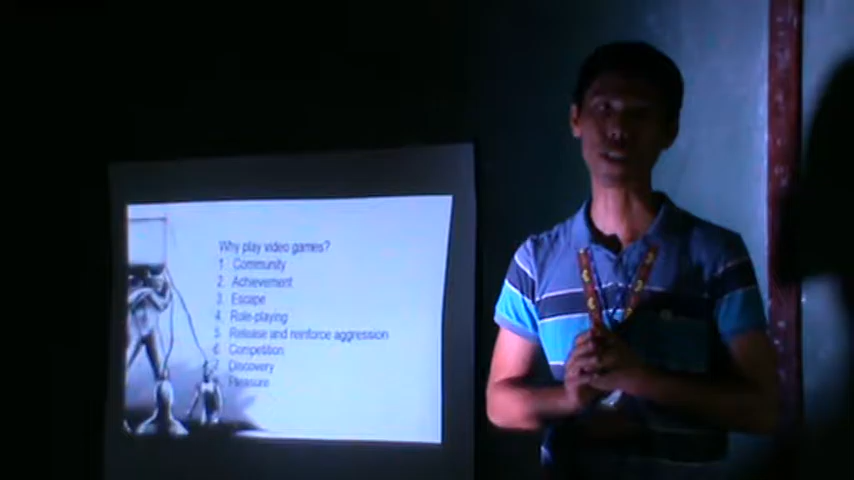 Why play video games?
1. Community
2. Achievement
3. Escape
4. Role-playing
5. Release and reinforce aggression
6. Competition
7. Discovery
Pleasure